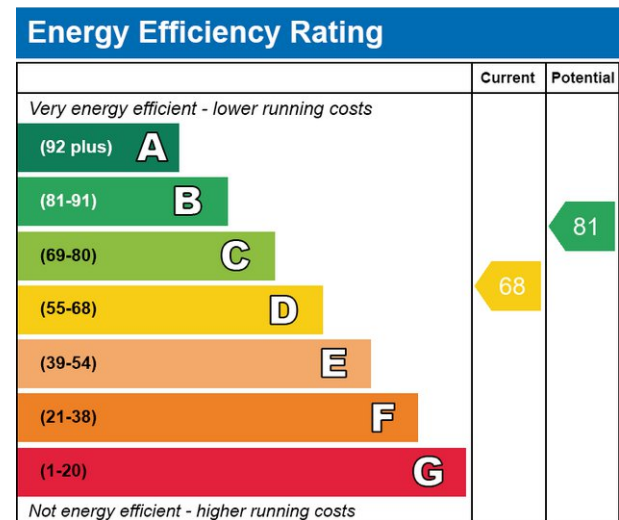 Energy Efficiency Rating
Current Potential
Very energy efficient - lower running costs
(92 plus) A
(81-91) B
81
(69-80) C
68
(55-68) D
(39-54) E
(21-38) F
(1-20) G
Not energy efficient - higher running costs